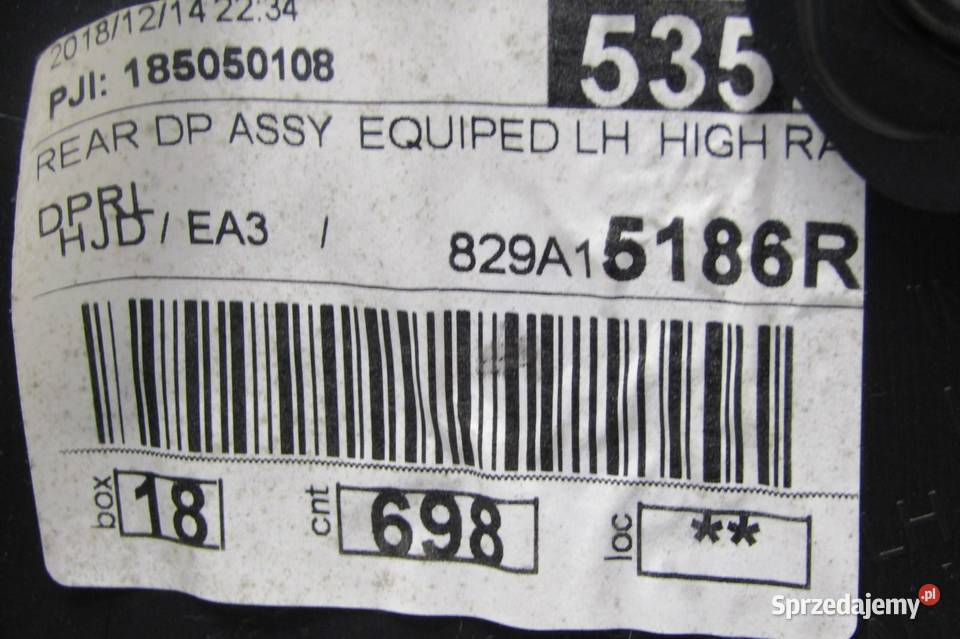 2018/12/14 22:34
PJI: 185050108
535
REAR DP ASSY EQUIPED LH HIGH RA
DPRL
HJD / EA3 / 829A15186R
box 18 cnt 698 loc **
Sprzedajemy.pl